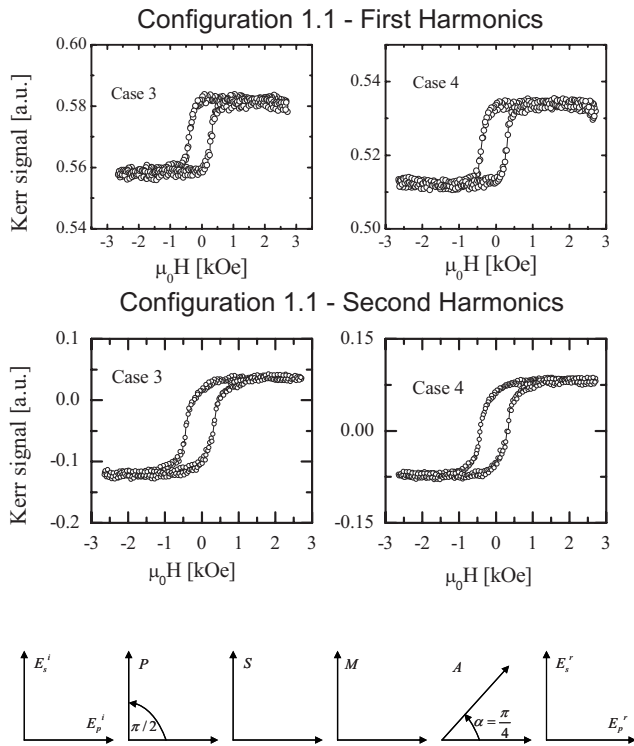 Configuration 1.1 - First Harmonics
Kerr signal [a.u.]
0.60
0.58
0.56
0.54
Case 3
-3 -2 -1 0 1 2 3
μ₀H [kOe]
0.54
0.52
0.50
Case 4
-3 -2 -1 0 1 2 3
μ₀H [kOe]
Configuration 1.1 - Second Harmonics
Kerr signal [a.u.]
0.1
0.0
-0.1
-0.2
Case 3
-3 -2 -1 0 1 2 3
μ₀H [kOe]
0.15
0.00
-0.15
Case 4
-3 -2 -1 0 1 2 3
μ₀H [kOe]
E_s^i
E_p^i
P
π/2
S
M
A
α = π/4
E_s^r
E_p^r